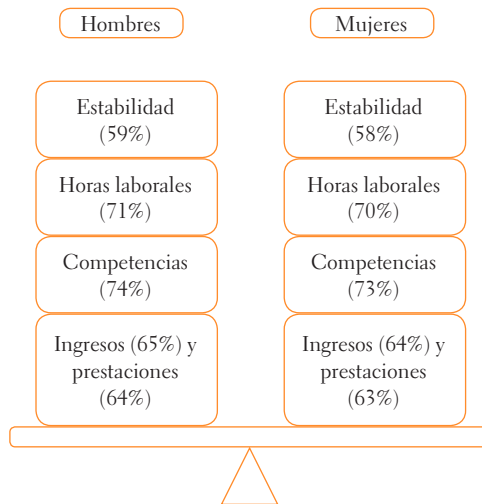 Hombres
Mujeres
Estabilidad
(59%)
Horas laborales
(71%)
Competencias
(74%)
Ingresos (65%) y
prestaciones
(64%)
Estabilidad
(58%)
Horas laborales
(70%)
Competencias
(73%)
Ingresos (64%) y
prestaciones
(63%)